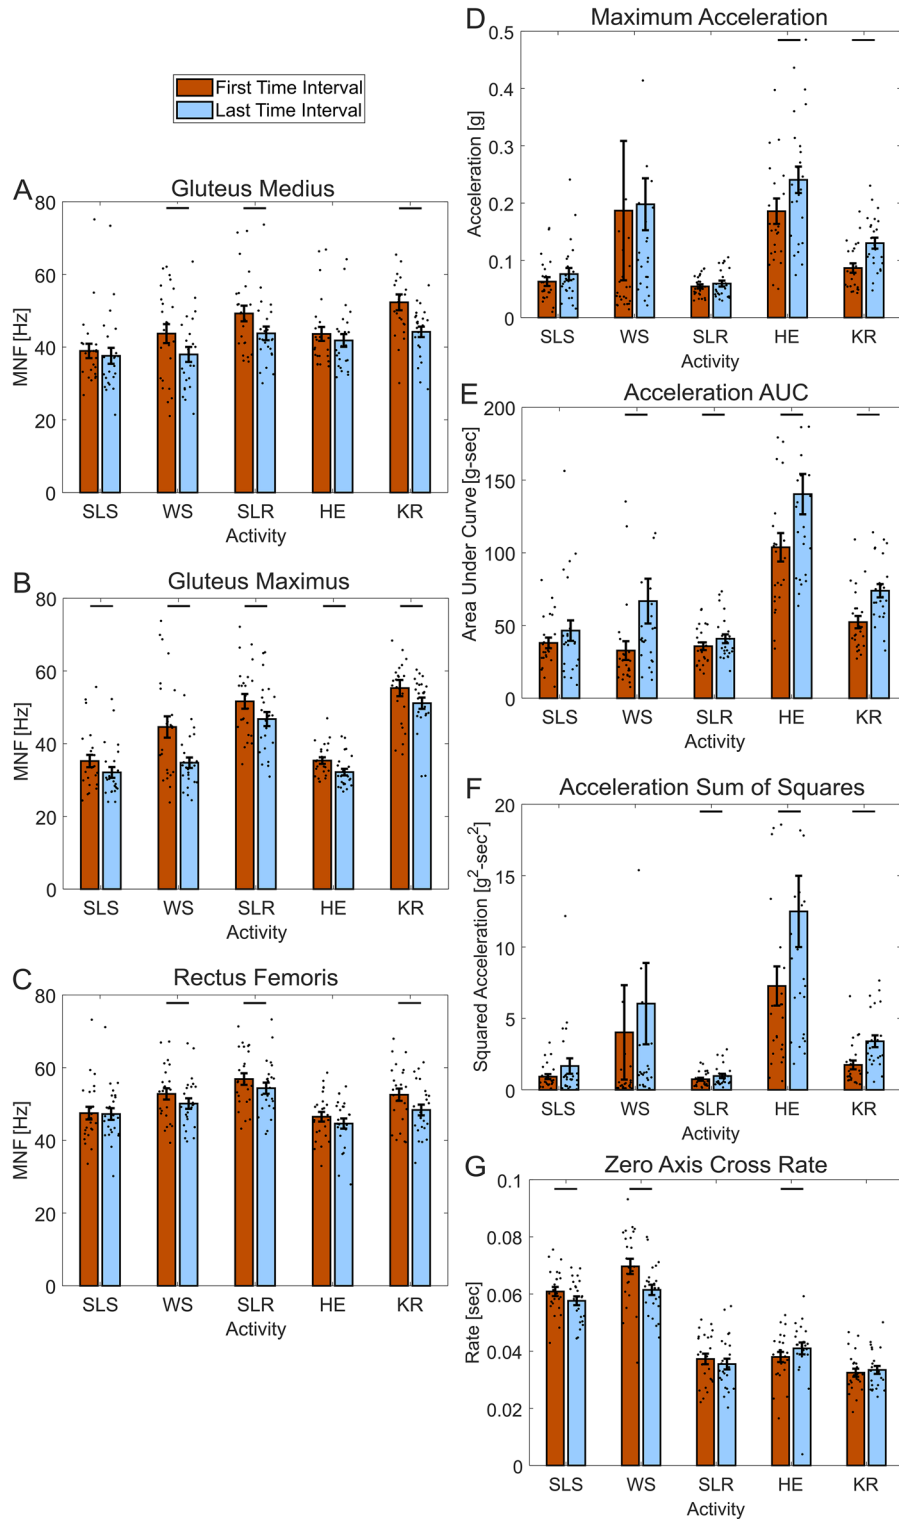 First Time Interval
Last Time Interval
A
Gluteus Medius
MNF [Hz]
80
60
40
20
0
SLS WS SLR HE KR
Activity
B
Gluteus Maximus
MNF [Hz]
80
60
40
20
0
SLS WS SLR HE KR
Activity
C
Rectus Femoris
MNF [Hz]
80
60
40
20
0
SLS WS SLR HE KR
Activity
D
Maximum Acceleration
Acceleration [g]
0.5
0.4
0.3
0.2
0.1
0
SLS WS SLR HE KR
Activity
E
Acceleration AUC
Area Under Curve [g-sec]
200
150
100
50
0
SLS WS SLR HE KR
Activity
F
Acceleration Sum of Squares
Squared Acceleration [g²-sec²]
20
15
10
5
0
SLS WS SLR HE KR
Activity
G
Zero Axis Cross Rate
Rate [sec]
0.1
0.08
0.06
0.04
0.02
0
SLS WS SLR HE KR
Activity